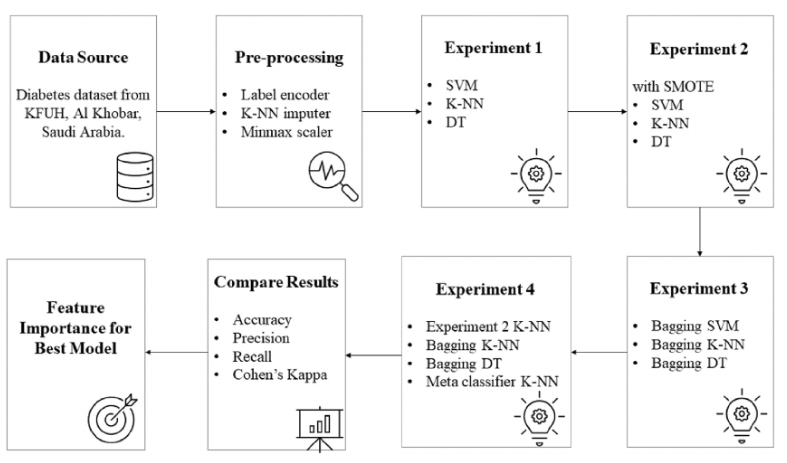 Data Source
Diabetes dataset from
KFUH, Al Khobar,
Saudi Arabia.
Pre-processing
• Label encoder
• K-NN imputer
• Minmax scaler
Experiment 1
• SVM
• K-NN
• DT
Experiment 2
with SMOTE
• SVM
• K-NN
• DT
Experiment 3
• Bagging SVM
• Bagging K-NN
• Bagging DT
Experiment 4
• Experiment 2 K-NN
• Bagging K-NN
• Bagging DT
• Meta classifier K-NN
Compare Results
• Accuracy
• Precision
• Recall
• Cohen's Kappa
Feature
Importance for
Best Model